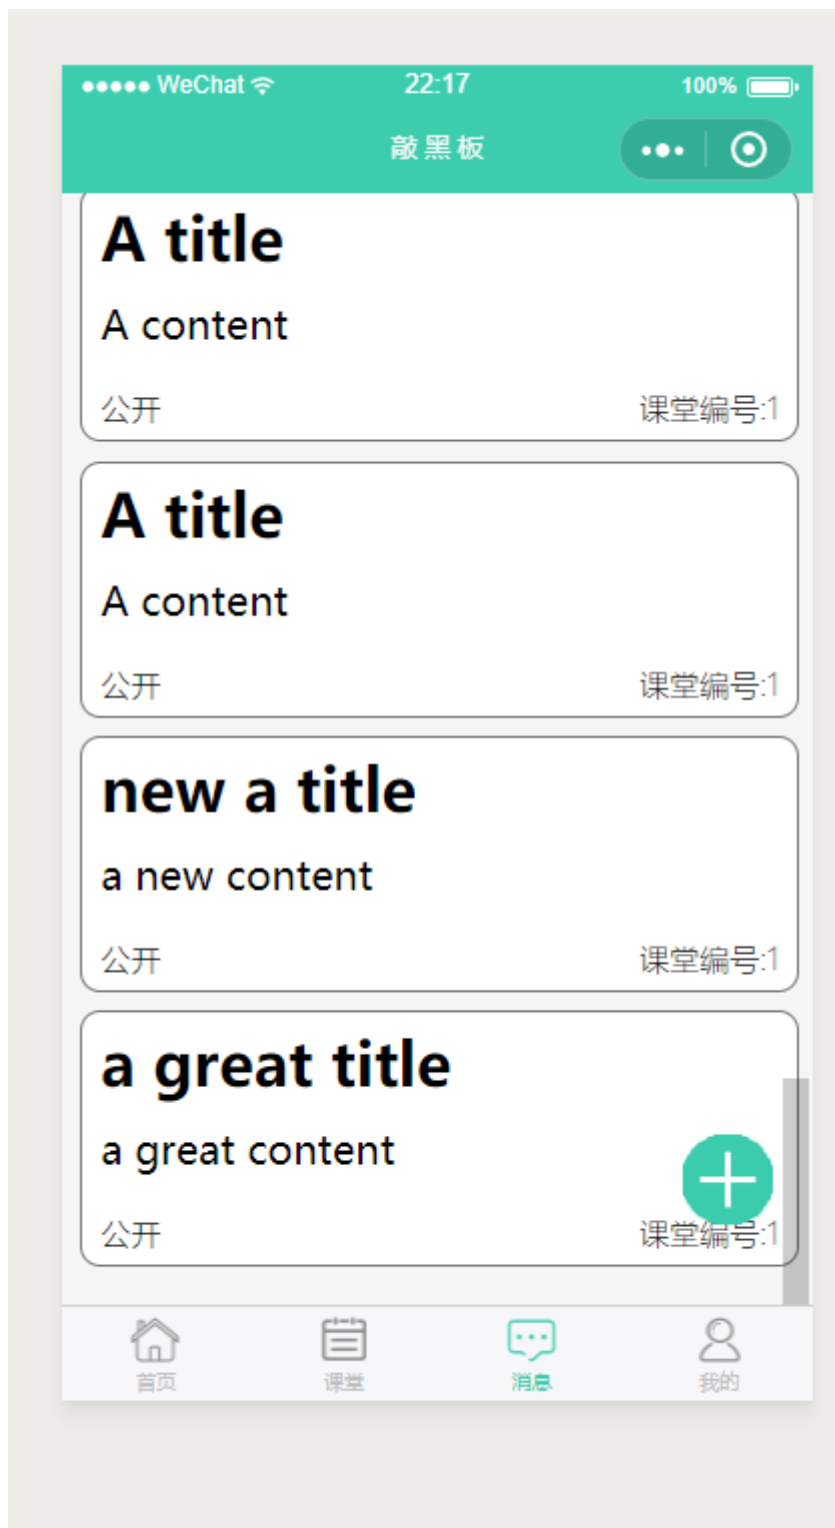 WeChat 22:17 100%
敲黑板
A title
A content
公开 课堂编号:1
A title
A content
公开 课堂编号:1
new a title
a new content
公开 课堂编号:1
a great title
a great content
公开 课堂编号:1
首页 课堂 消息 我的